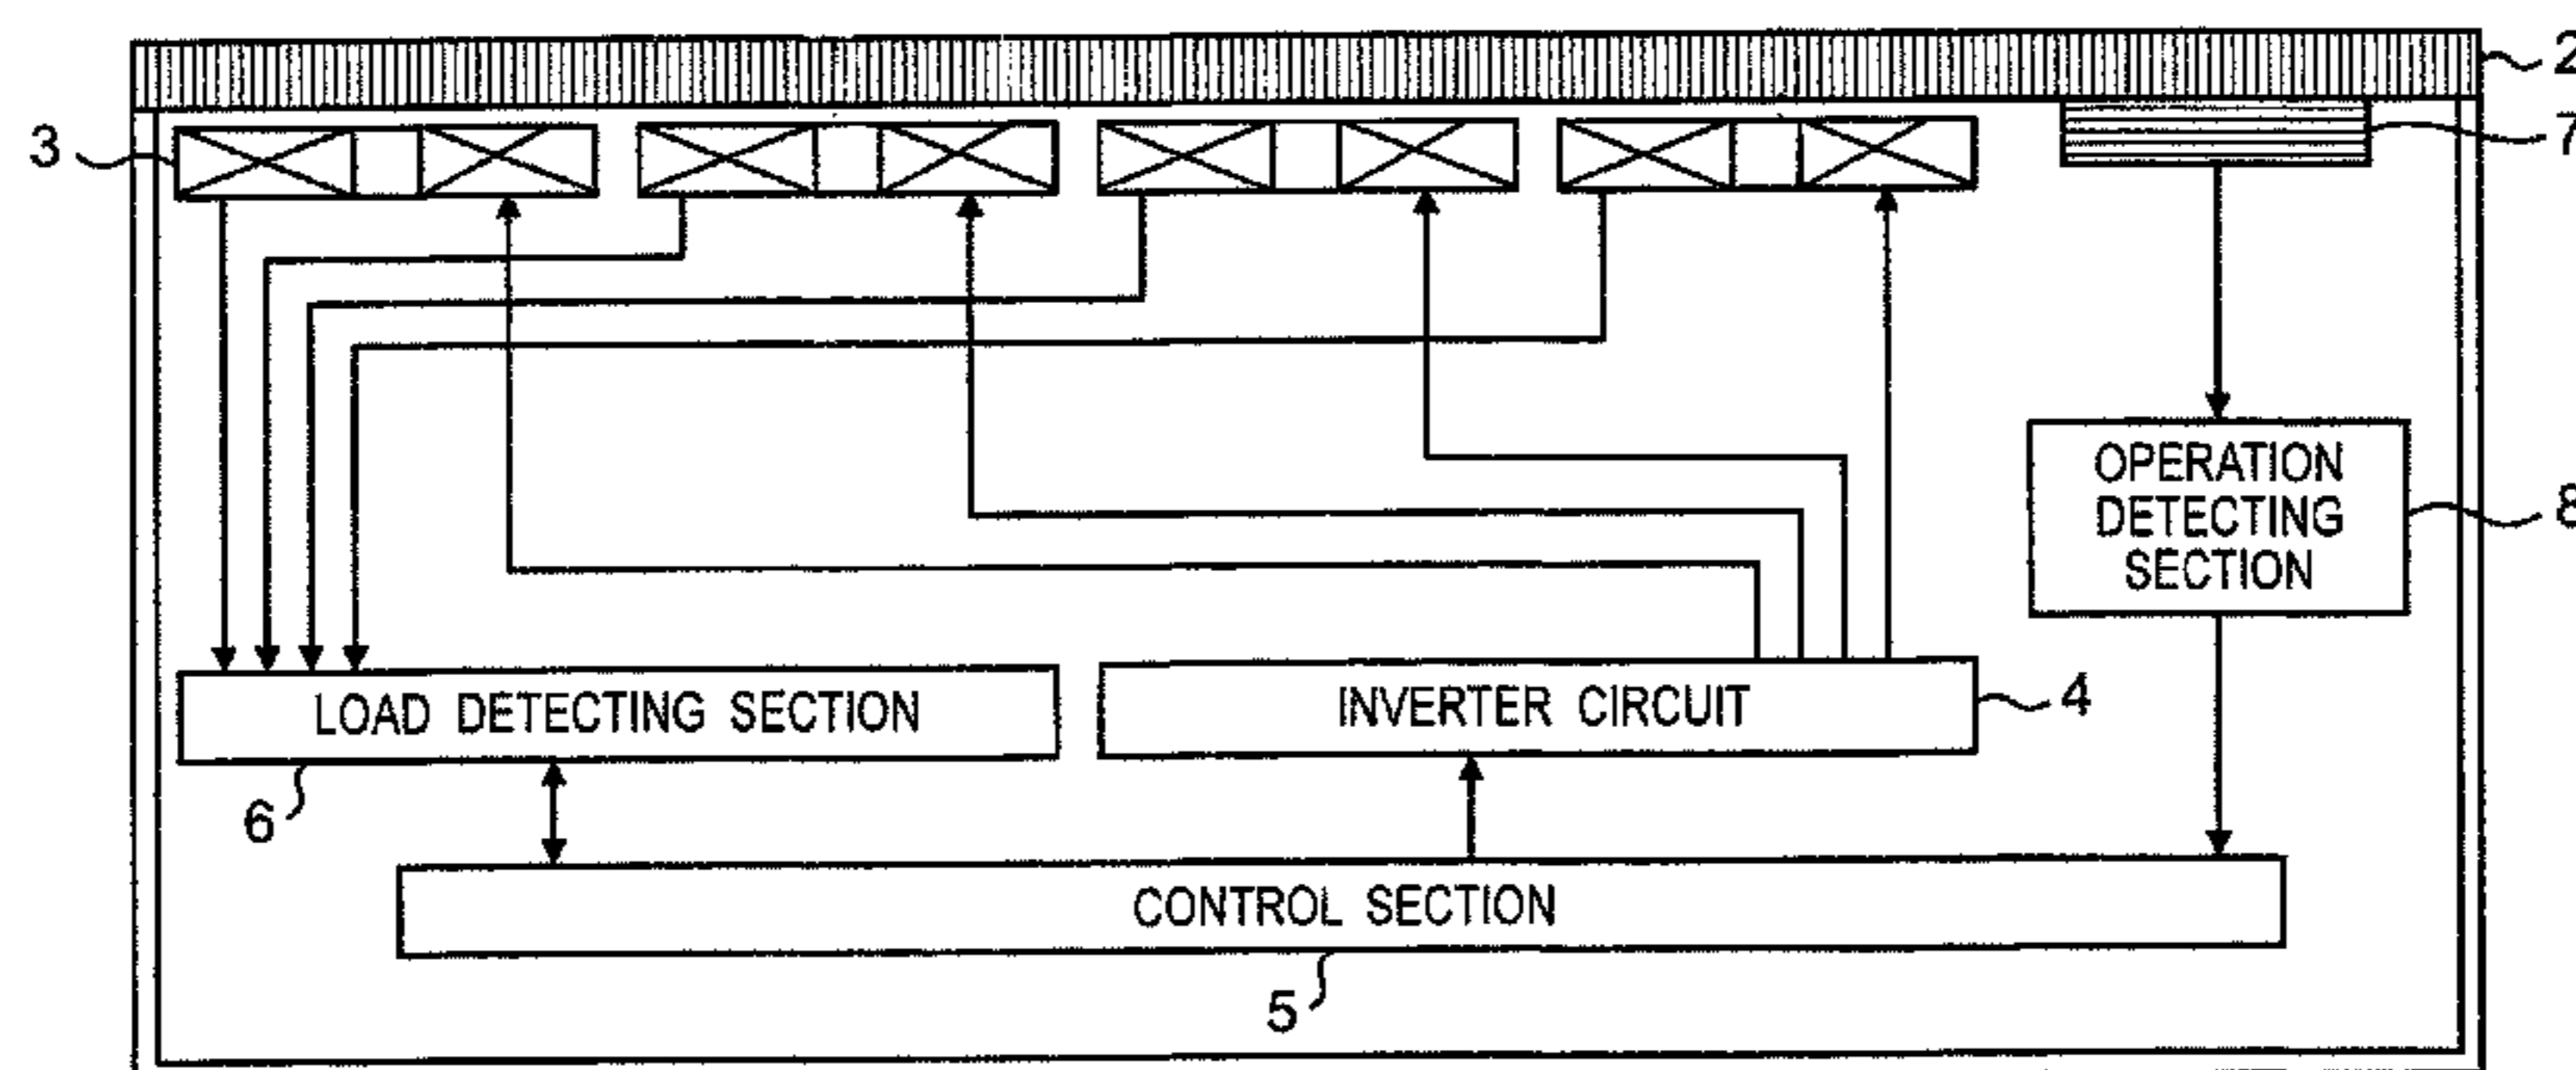 2
3
7
OPERATION
DETECTING
SECTION
8
LOAD DETECTING SECTION
INVERTER CIRCUIT
4
6
CONTROL SECTION
5